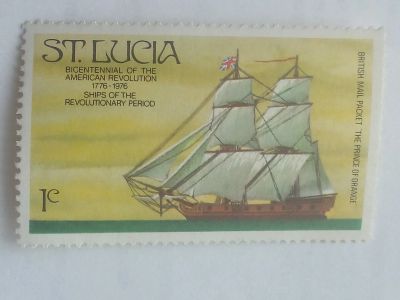 ST. LUCIA
BICENTENNIAL OF THE
AMERICAN REVOLUTION
1776-1976
SHIPS OF THE
REVOLUTIONARY PERIOD
1c
BRITISH MAIL PACKET THE PRINCE OF ORANGE